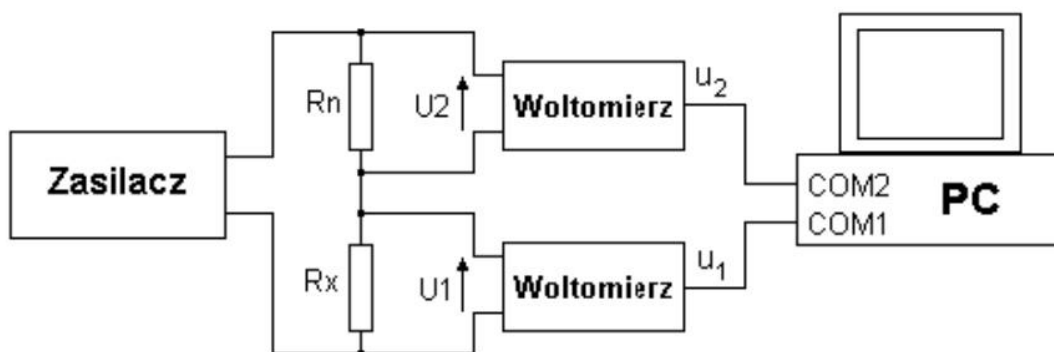 Zasilacz
Rn
Rx
U2
U1
Woltomierz
Woltomierz
u2
u1
COM2
COM1
PC